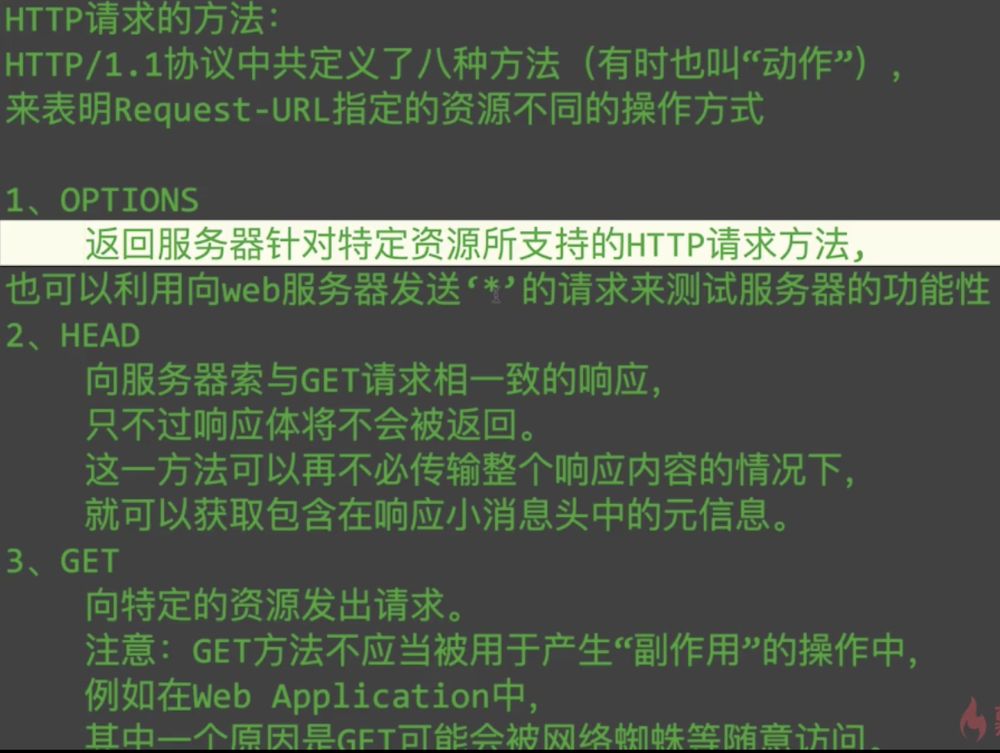 HTTP请求的方法：
HTTP/1.1协议中共定义了八种方法（有时也叫“动作”），
来表明Request-URL指定的资源不同的操作方式
1、OPTIONS
返回服务器针对特定资源所支持的HTTP请求方法，
也可以利用向web服务器发送‘*’的请求来测试服务器的功能性
2、HEAD
向服务器索与GET请求相一致的响应，
只不过响应体将不会被返回。
这一方法可以再不必传输整个响应内容的情况下，
就可以获取包含在响应小消息头中的元信息。
3、GET
向特定的资源发出请求。
注意：GET方法不应当被用于产生“副作用”的操作中，
例如在Web Application中，
其中一个原因是GET可能会被网络蜘蛛等随意访问。